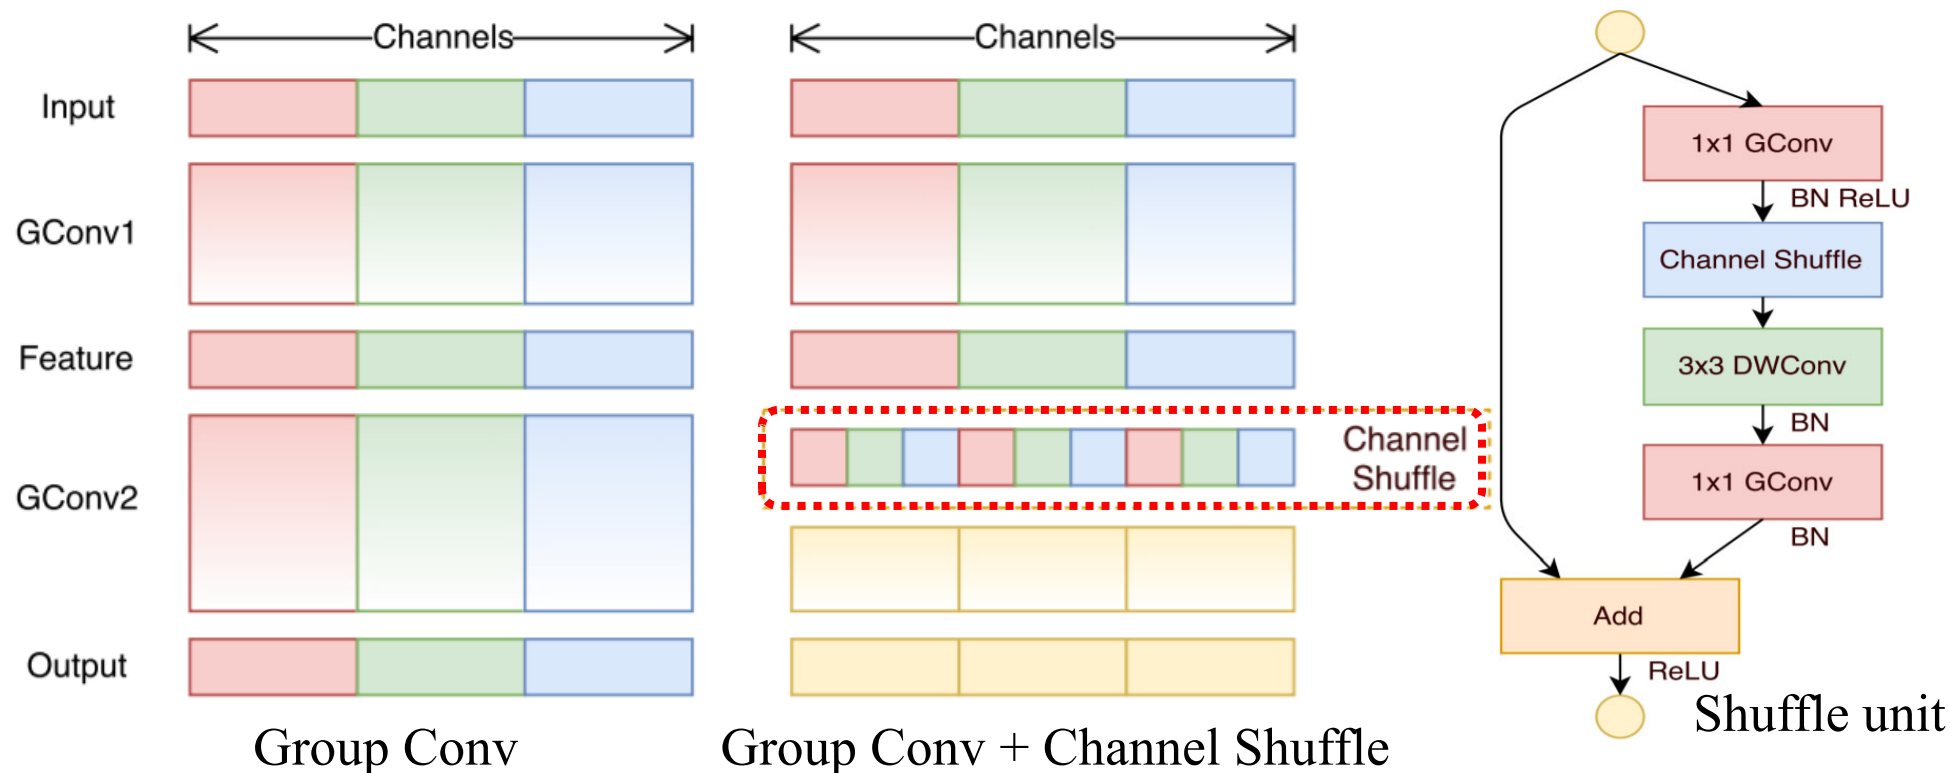 Channels
Input
GConv1
Feature
GConv2
Output
Group Conv
Channels
Channel
Shuffle
Group Conv + Channel Shuffle
1x1 GConv
BN ReLU
Channel Shuffle
3x3 DWConv
BN
1x1 GConv
BN
Add
ReLU
Shuffle unit